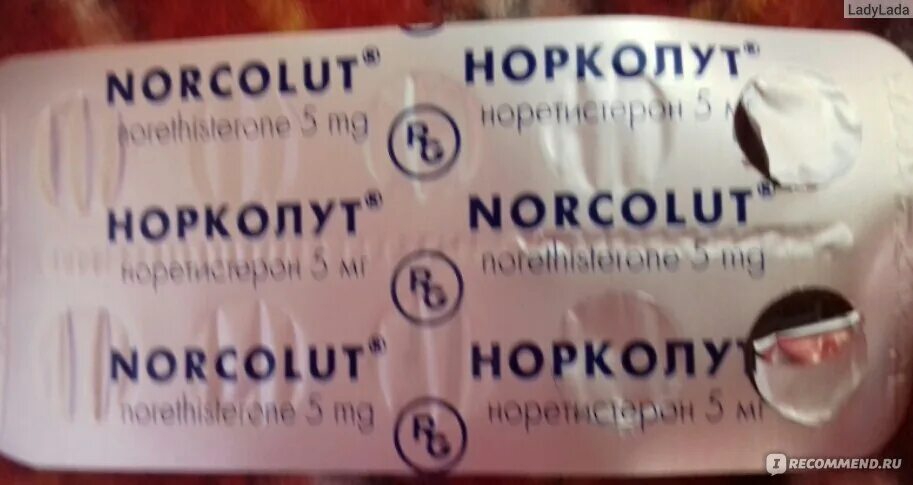 LadyLada
NORCOLUT® НОРКОЛУТ®
norethisterone 5 mg RG норетистерон 5
НОРКОЛУТ® NORCOLUT®
норетистерон 5 мг RG norethisterone 5 mg
NORCOLUT® НОРКОЛУТ
norethisterone 5 mg RG норетистерон 5 мг
IRECOMMEND.RU